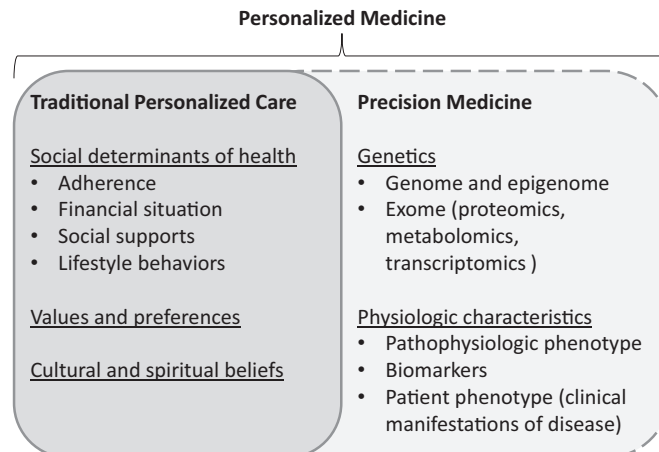 Personalized Medicine
Traditional Personalized Care
Social determinants of health
• Adherence
• Financial situation
• Social supports
• Lifestyle behaviors
Values and preferences
Cultural and spiritual beliefs
Precision Medicine
Genetics
• Genome and epigenome
• Exome (proteomics,
metabolomics,
transcriptomics )
Physiologic characteristics
• Pathophysiologic phenotype
• Biomarkers
• Patient phenotype (clinical
manifestations of disease)